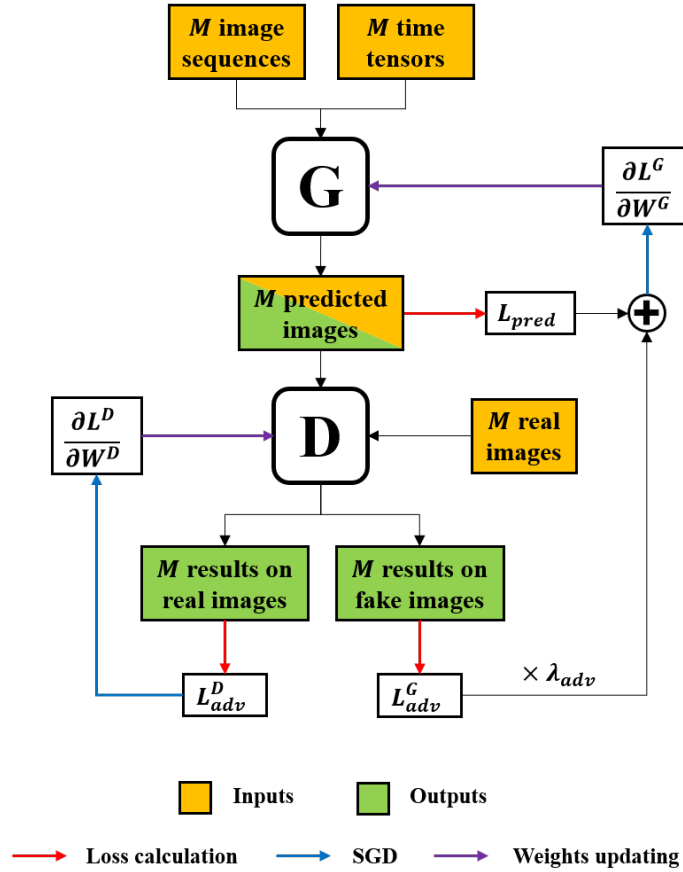 M image
sequences
M time
tensors
G
∂L^G
∂W^G
M predicted
images
L_pred
+
∂L^D
∂W^D
D
M real
images
M results on
real images
M results on
fake images
L^D_adv
L^G_adv
× λ_adv
Inputs
Outputs
Loss calculation
SGD
Weights updating